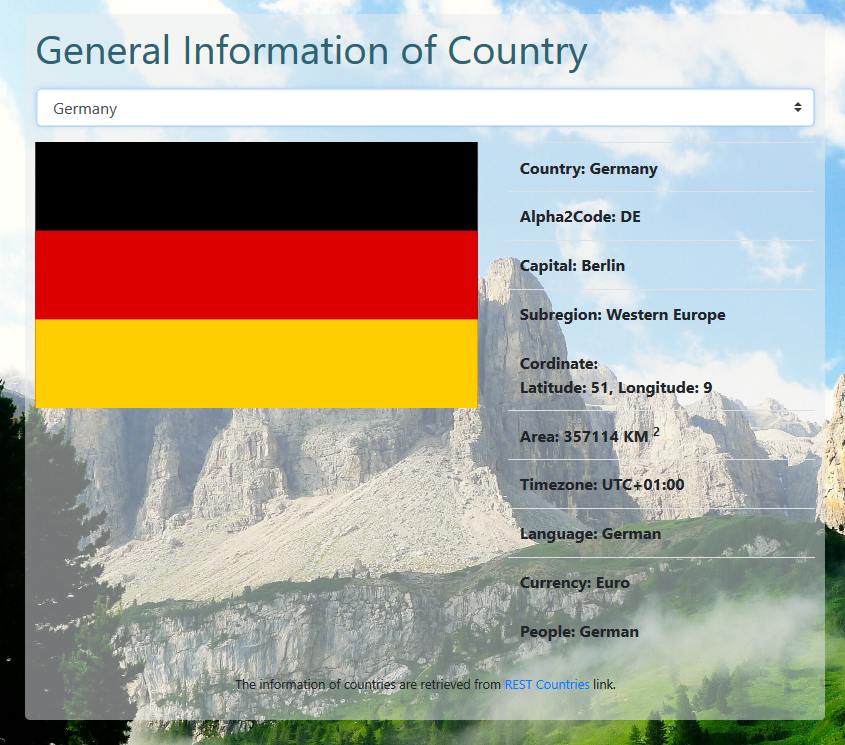 General Information of Country
Germany
Country: Germany
Alpha2Code: DE
Capital: Berlin
Subregion: Western Europe
Cordinate:
Latitude: 51, Longitude: 9
Area: 357114 KM ²
Timezone: UTC+01:00
Language: German
Currency: Euro
People: German
The information of countries are retrieved from REST Countries link.